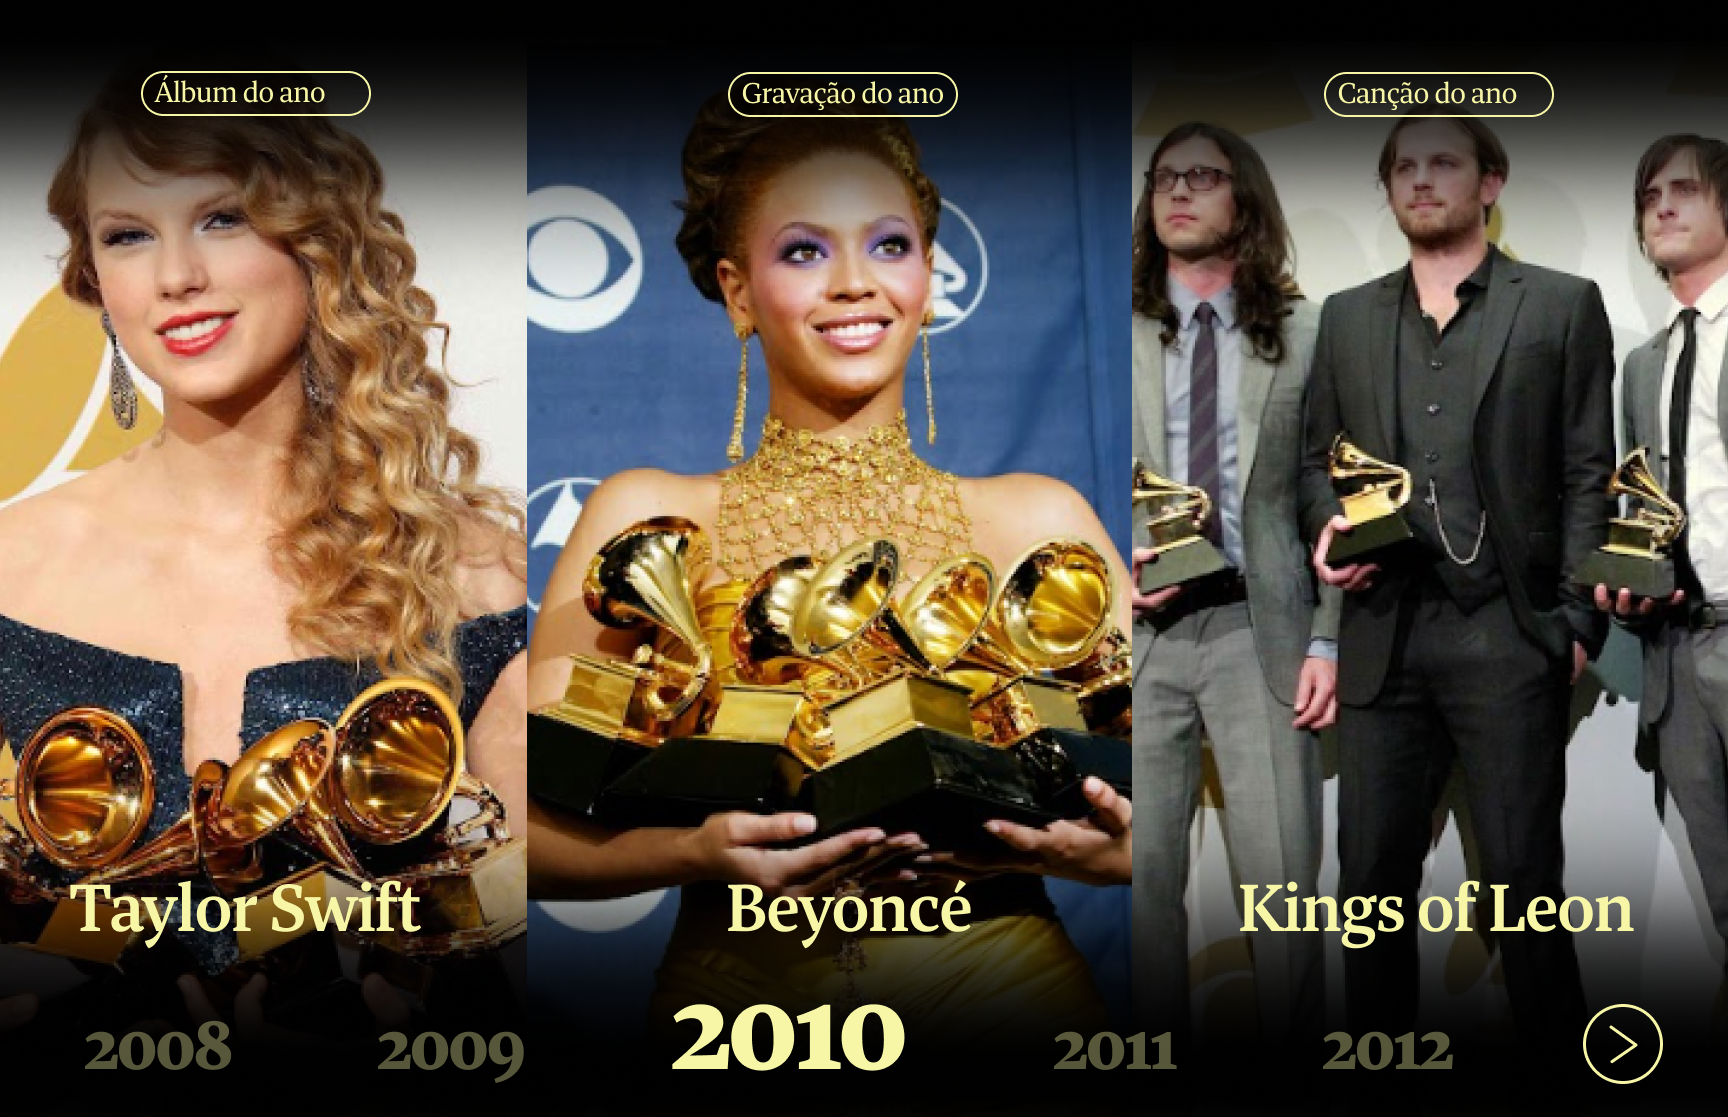 Álbum do ano
Gravação do ano
Canção do ano
Taylor Swift
Beyoncé
Kings of Leon
2008
2009
2010
2011
2012